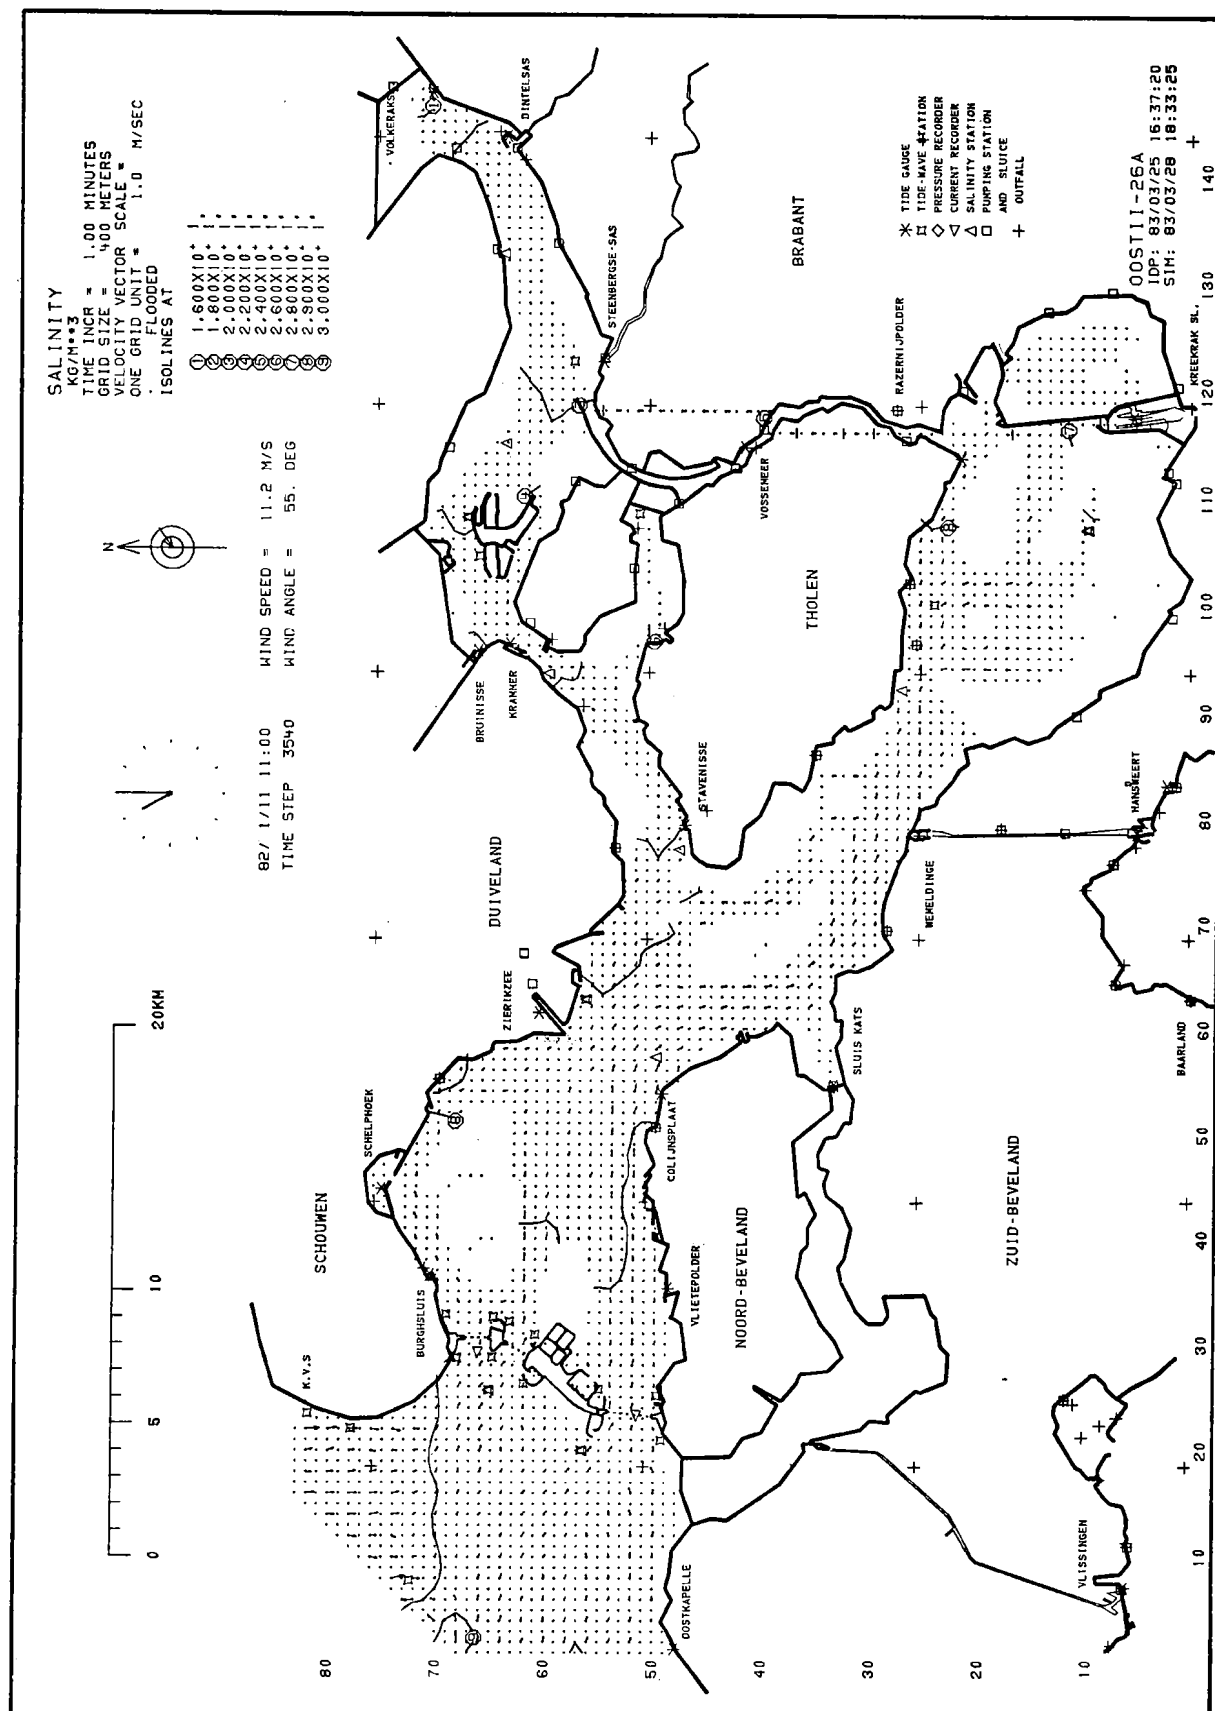 SALINITY
KG/M**3
TIME INCR = 1.00 MINUTES
GRID SIZE = 400 METERS
VELOCITY VECTOR SCALE =
ONE GRID UNIT = 1.0 M/SEC
. FLOODED
ISOLINES AT
① 1.600X10+ 1
② 1.800X10+ 1
③ 2.000X10+ 1
④ 2.200X10+ 1
⑤ 2.400X10+ 1
⑥ 2.600X10+ 1
⑦ 2.800X10+ 1
⑧ 2.900X10+ 1
⑨ 3.000X10+ 1
N
82/ 1/11 11:00 WIND SPEED = 11.2 M/S
TIME STEP 3540 WIND ANGLE = 55. DEG
0 5 10 20KM
VOLKERAKS
DINTELSAS
STEENBERGSE-SAS
BRABANT
BRUINISSE
KRAMMER
VOSSEMEER
RAZERNIJPOLDER
THOLEN
STAVENISSE
DUIVELAND
ZIERIKZEE
SCHELPHOEK
SCHOUWEN
BURGHSLUIS
K.V.S
COLIJNSPLAAT
VLIETEPOLDER
NOORD-BEVELAND
OOSTKAPELLE
SLUIS KATS
WEMELDINGE
HANSWEERT
KREEKRAK SL.
BAARLAND
ZUID-BEVELAND
VLISSINGEN
TIDE GAUGE
TIDE-WAVE STATION
PRESSURE RECORDER
CURRENT RECORDER
SALINITY STATION
PUMPING STATION
AND SLUICE
+ OUTFALL
OOSTII-26A
IDP: 83/03/25 16:37:20
SIM: 83/03/28 18:33:25
80 70 60 50 40 30 20 10
10 20 30 40 50 60 70 80 90 100 110 120 130 140